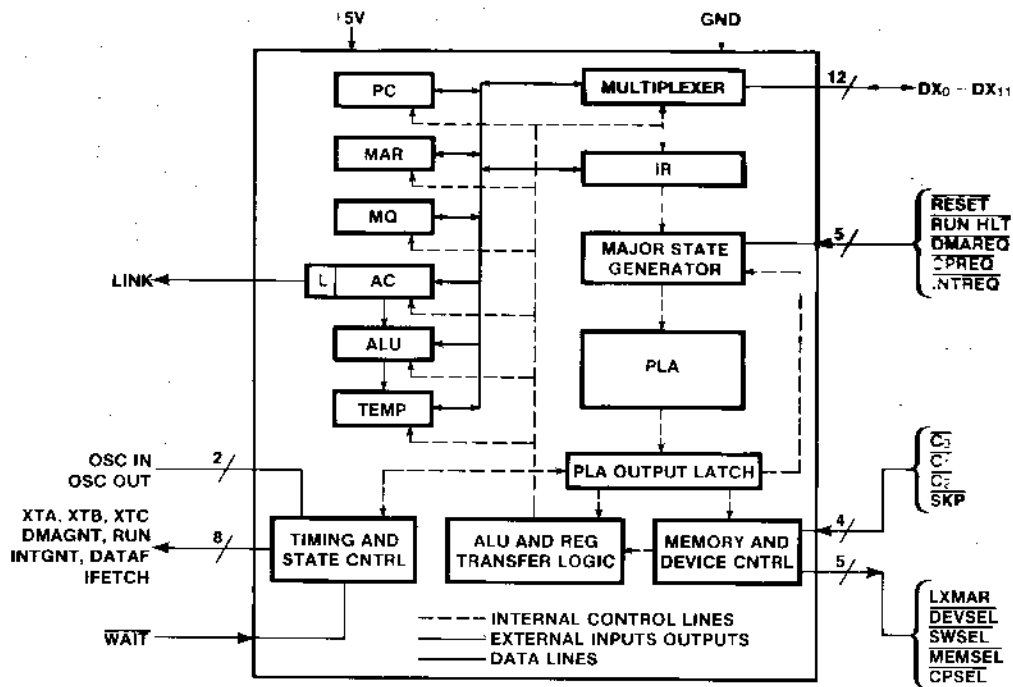 +5V
GND
PC
MULTIPLEXER
12
DX0 - DX11
MAR
IR
MQ
MAJOR STATE
GENERATOR
5
RESET
RUN HLT
DMAREQ
CPREQ
INTREQ
LINK
L
AC
ALU
PLA
TEMP
OSC IN
OSC OUT
2
PLA OUTPUT LATCH
C0
C1
C2
SKP
4
XTA, XTB, XTC
DMAGNT, RUN
INTGNT, DATAF
IFETCH
8
TIMING AND
STATE CNTRL
ALU AND REG
TRANSFER LOGIC
MEMORY AND
DEVICE CNTRL
5
WAIT
INTERNAL CONTROL LINES
EXTERNAL INPUTS OUTPUTS
DATA LINES
LXMAR
DEVSEL
SWSEL
MEMSEL
CPSEL